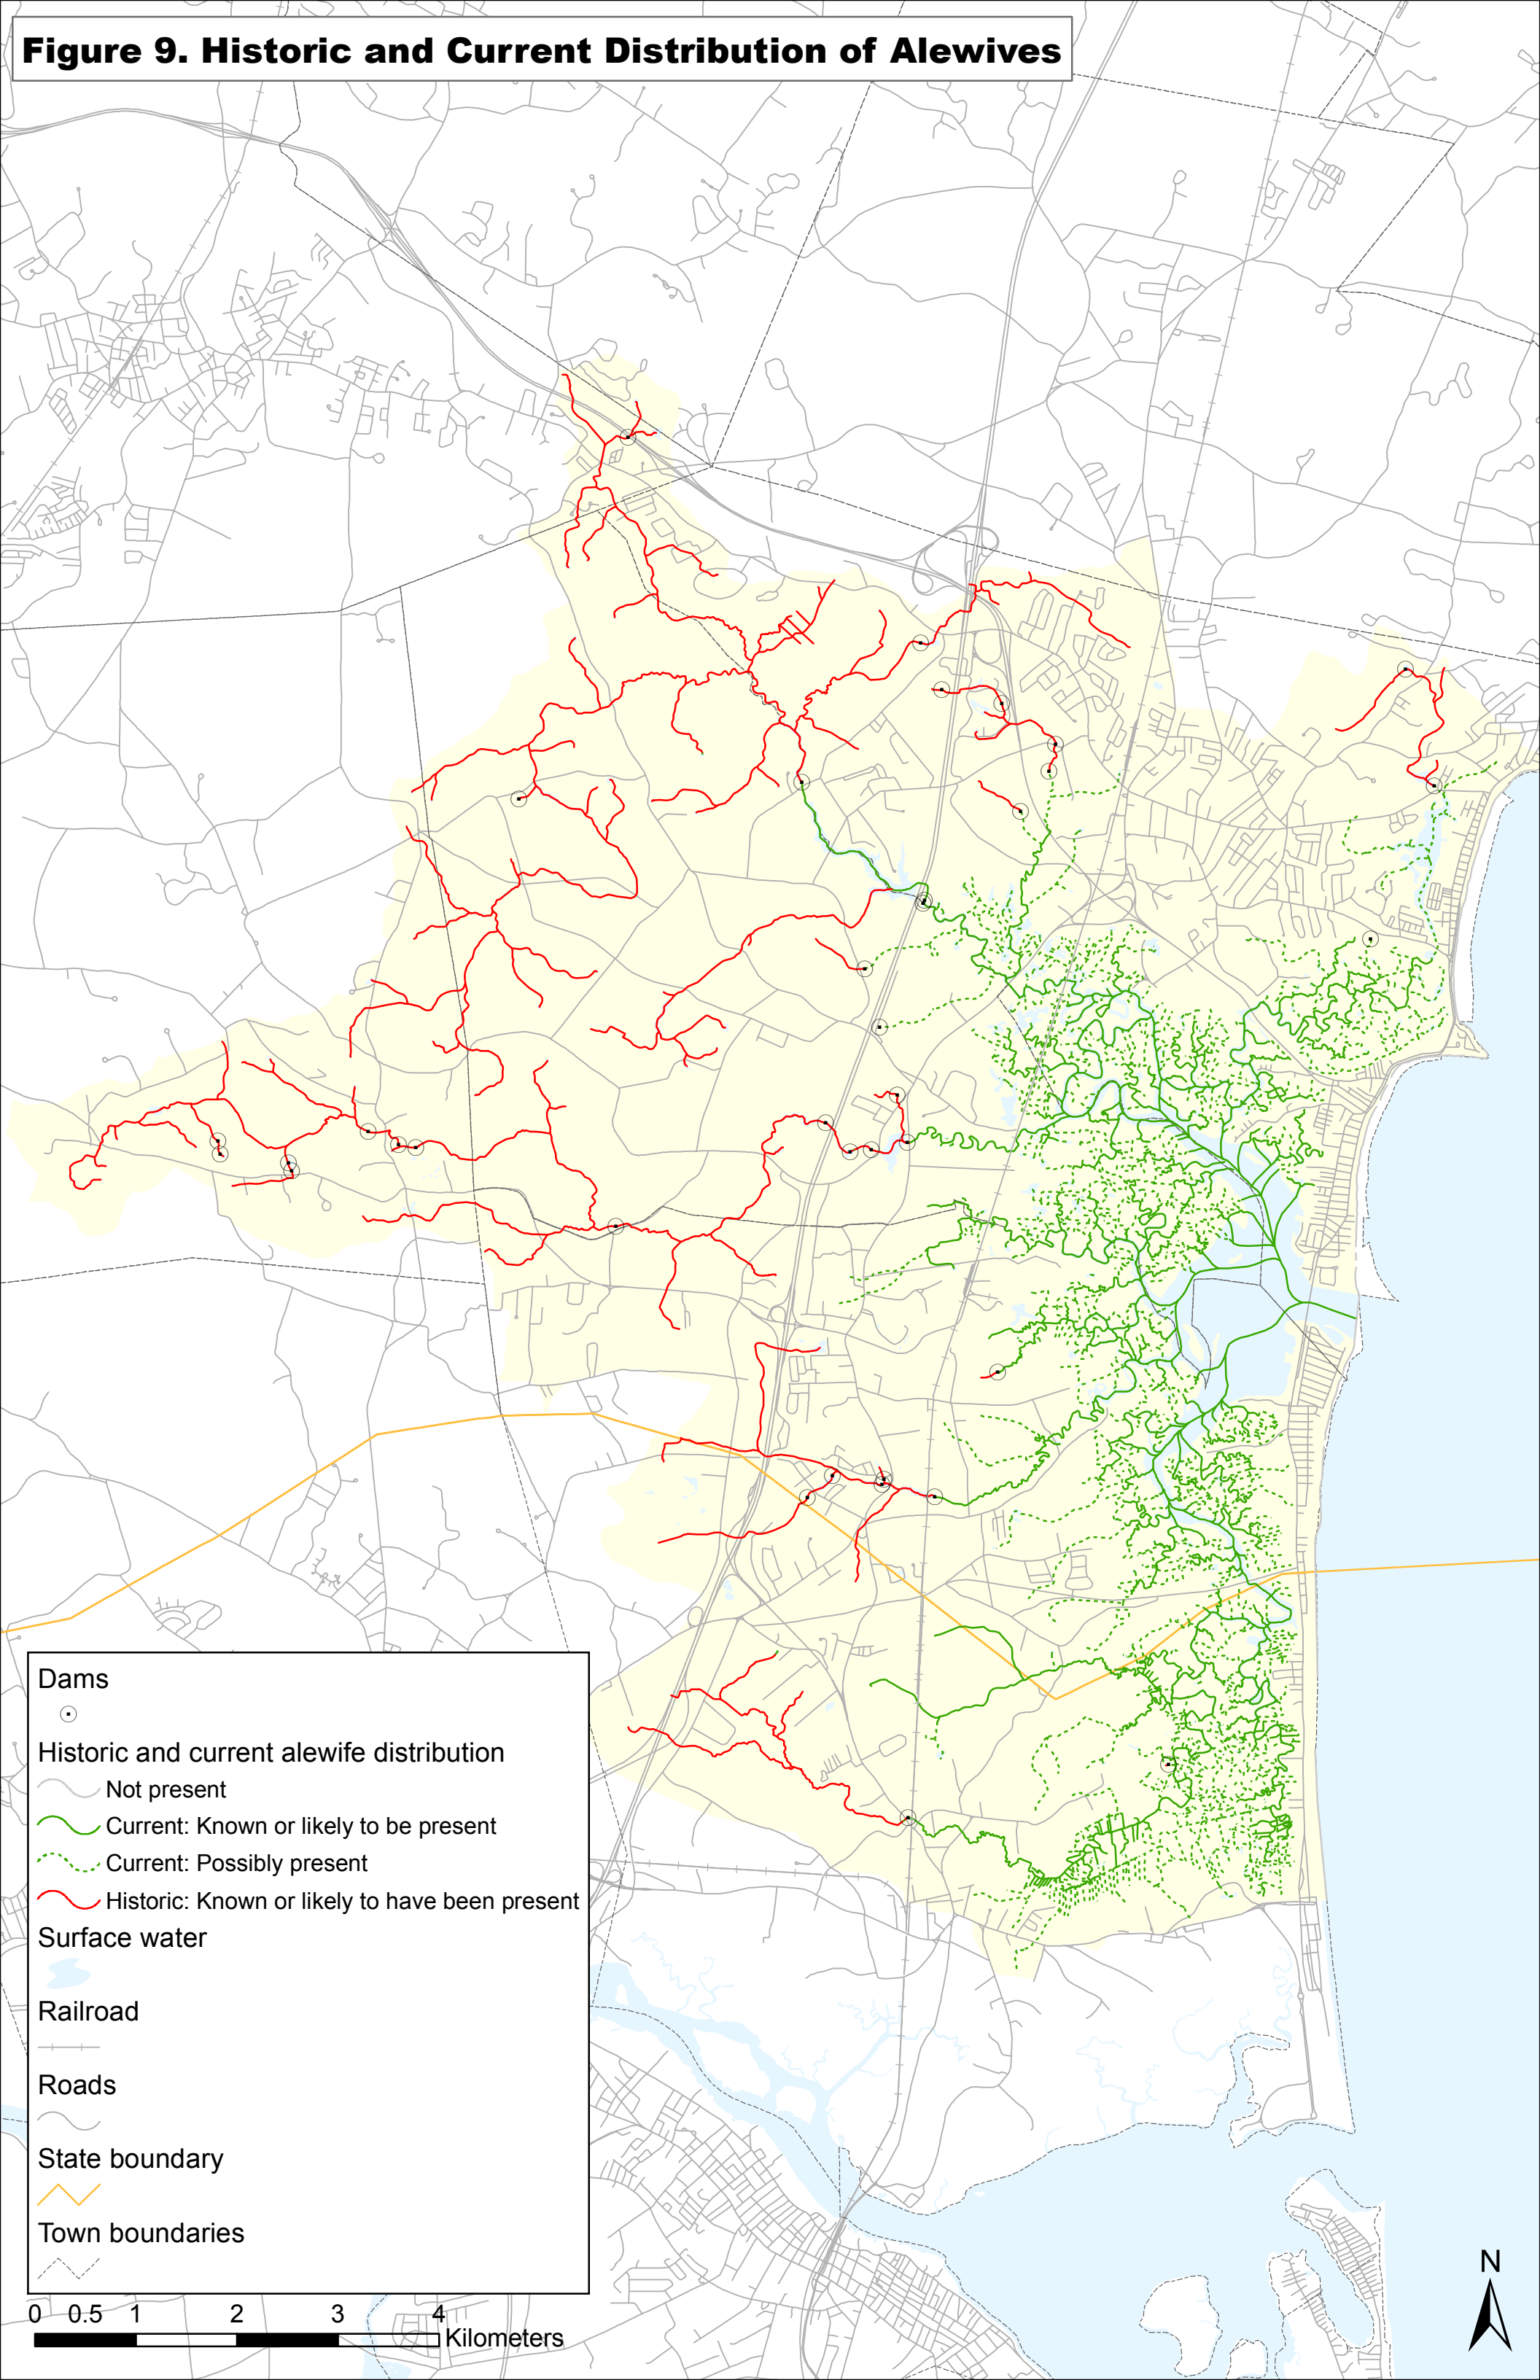 Figure 9. Historic and Current Distribution of Alewives
Dams
Historic and current alewife distribution
Not present
Current: Known or likely to be present
Current: Possibly present
Historic: Known or likely to have been present
Surface water
Railroad
Roads
State boundary
Town boundaries
0 0.5 1 2 3 4
Kilometers
N